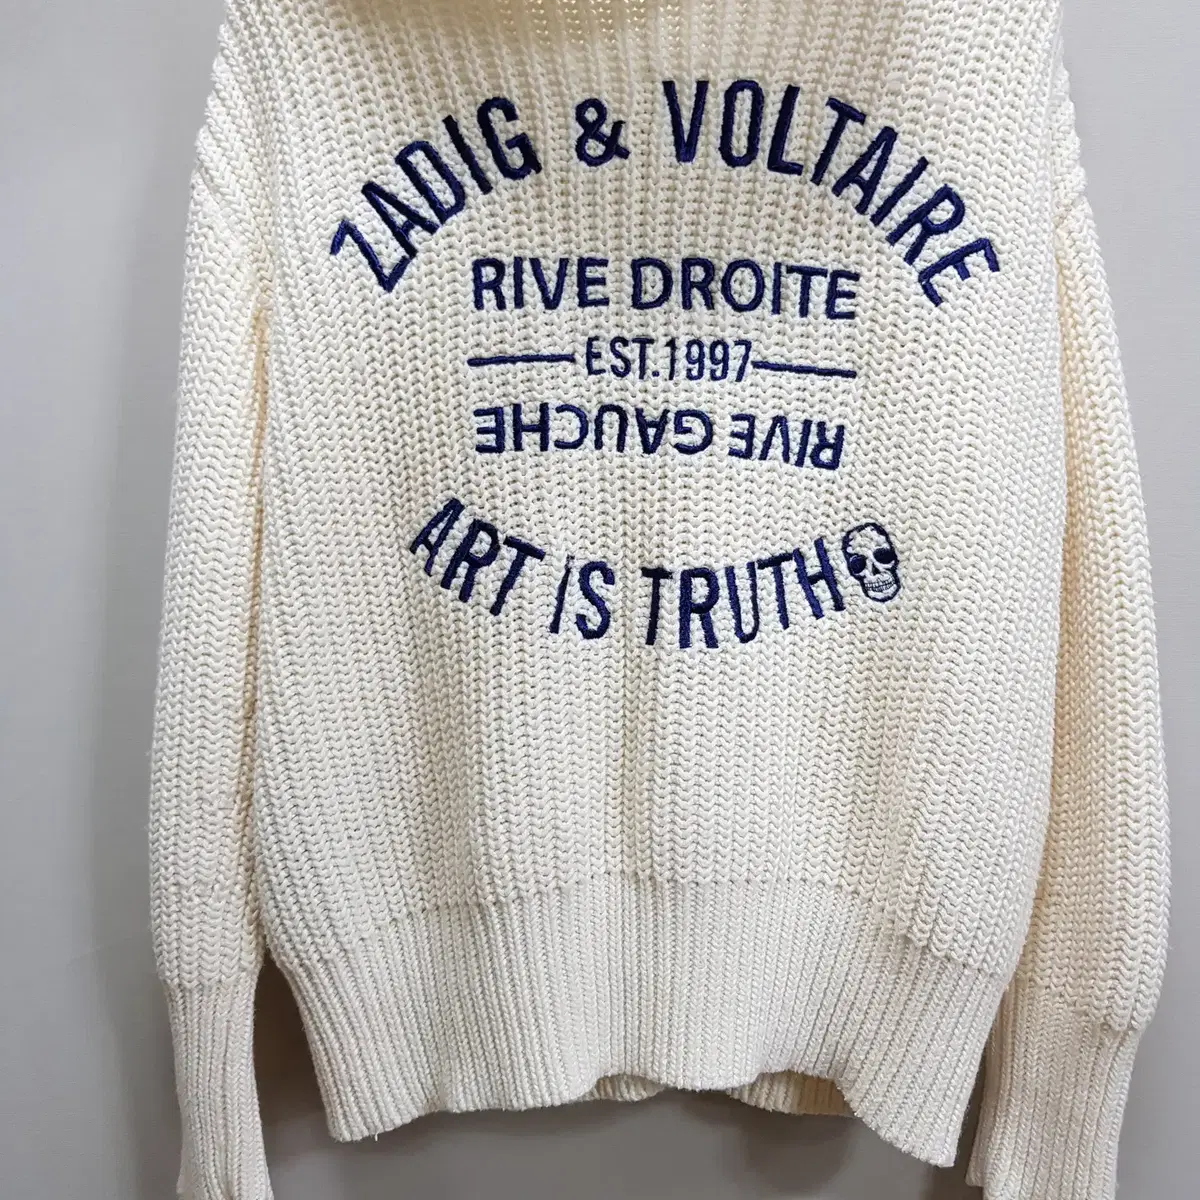 ZADIG & VOLTAIRE
RIVE DROITE
EST.1997
RIVE GAUCHE
ART IS TRUTH